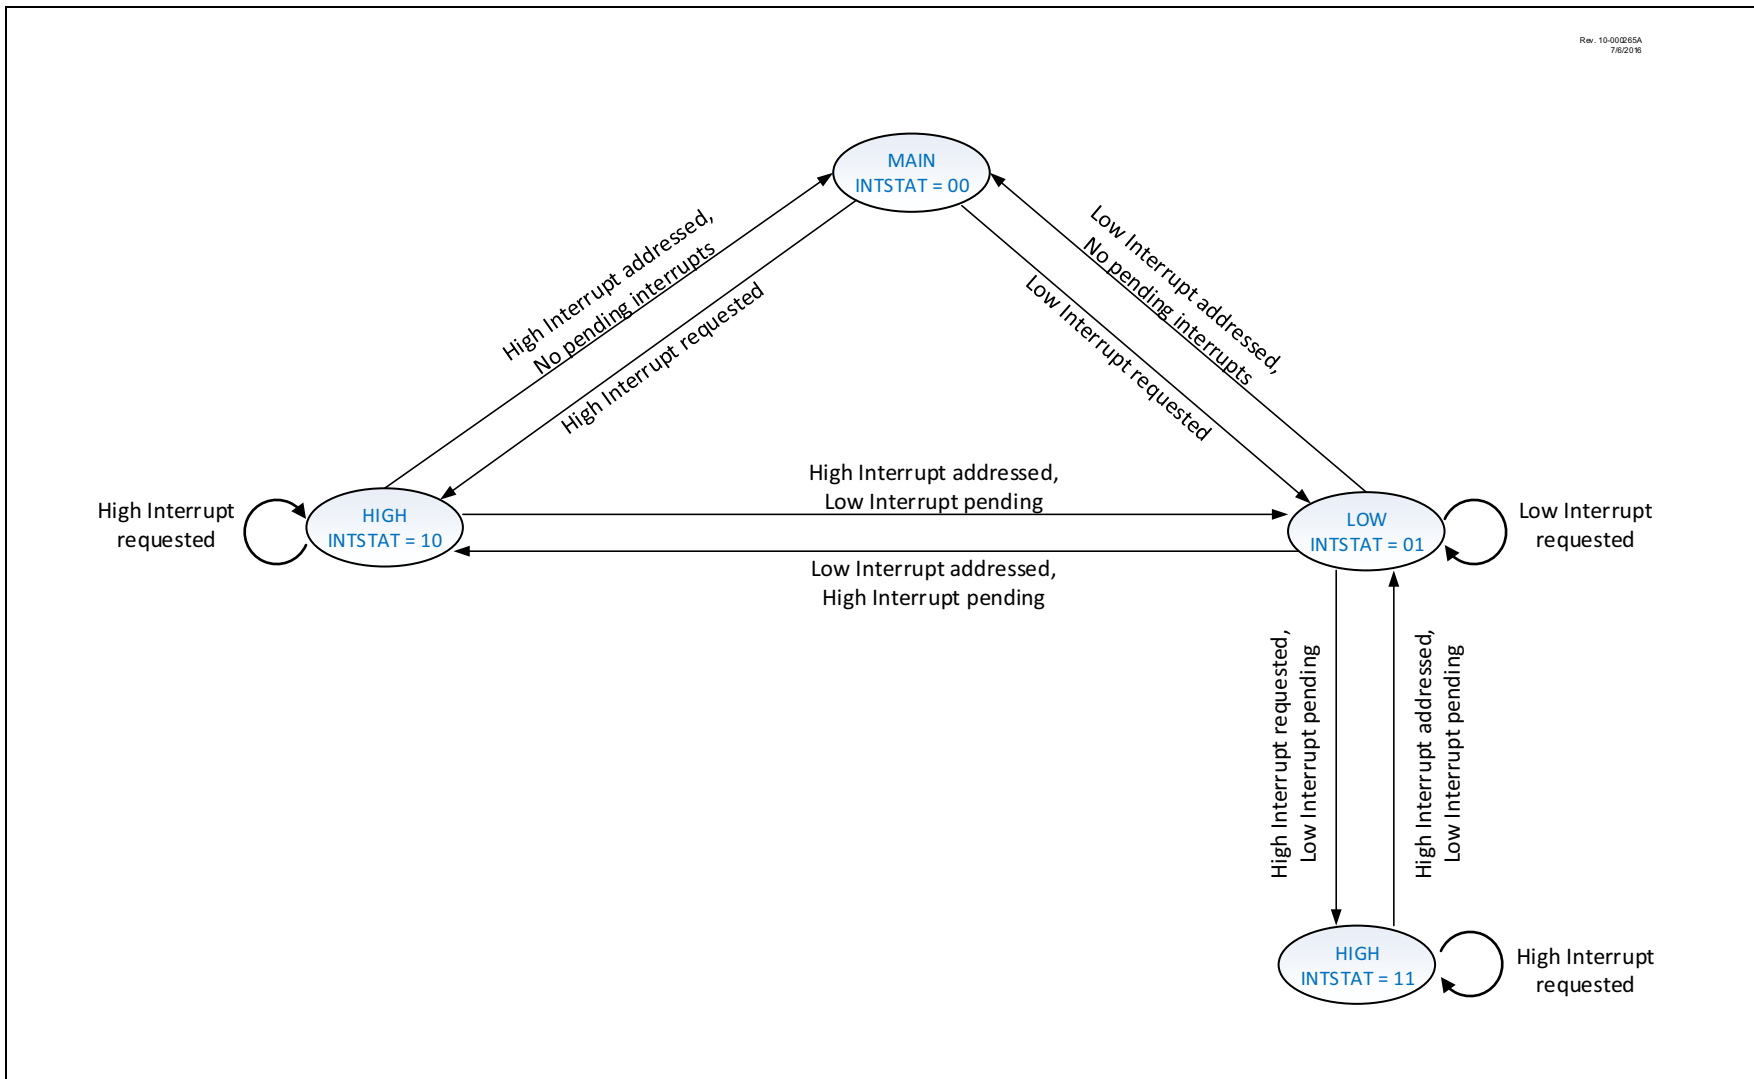 Rev. 10-000265A
7/6/2016
MAIN
INTSTAT = 00
High Interrupt addressed,
No pending interrupts
High Interrupt requested
Low Interrupt addressed,
No pending interrupts
Low Interrupt requested
High Interrupt addressed,
Low Interrupt pending
High Interrupt
requested
HIGH
INTSTAT = 10
LOW
INTSTAT = 01
Low Interrupt
requested
Low Interrupt addressed,
High Interrupt pending
High Interrupt requested,
Low Interrupt pending
High Interrupt addressed,
Low Interrupt pending
HIGH
INTSTAT = 11
High Interrupt
requested